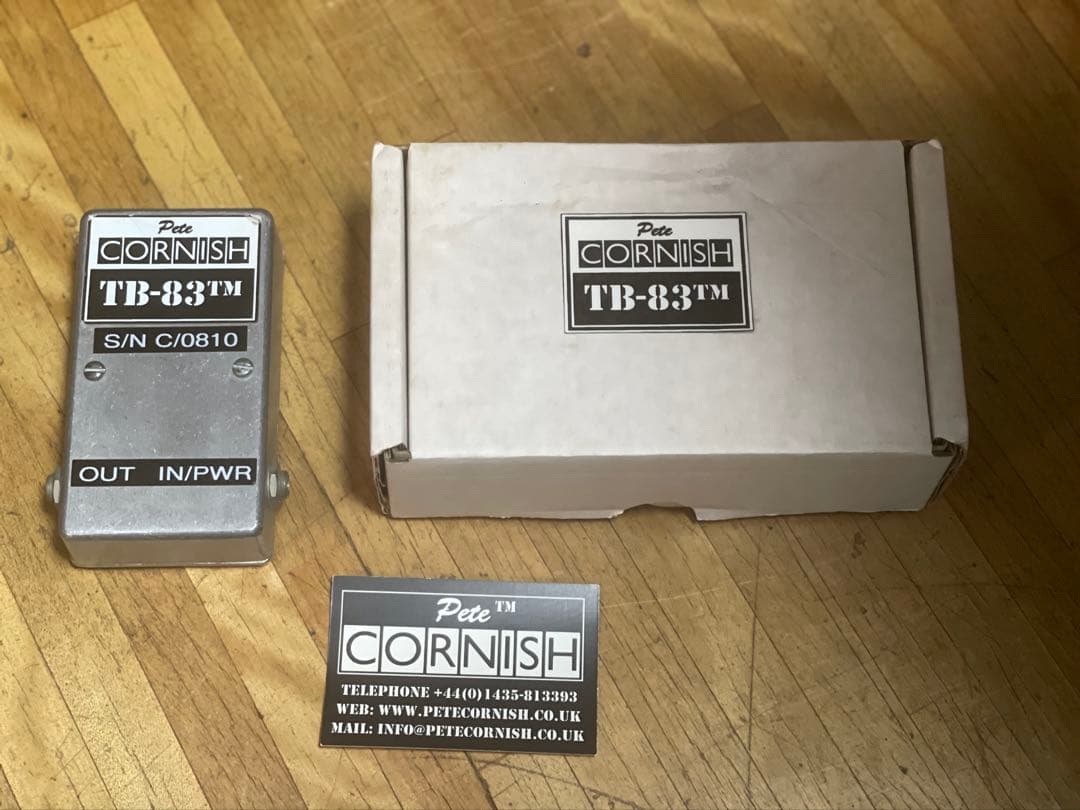 Pete
CORNISH
TB-83™
S/N C/0810
OUT IN/PWR
Pete
CORNISH
TB-83™
Pete™
CORNISH
TELEPHONE +44(0)1435-813393
WEB: WWW.PETECORNISH.CO.UK
MAIL: INFO@PETECORNISH.CO.UK